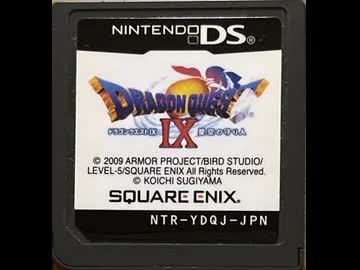 NINTENDO DS
DRAGON QUEST
ドラゴンクエストIX 星空の守り人
IX
© 2009 ARMOR PROJECT/BIRD STUDIO/
LEVEL-5/SQUARE ENIX All Rights Reserved.
© KOICHI SUGIYAMA
SQUARE ENIX.
NTR-YDQJ-JPN